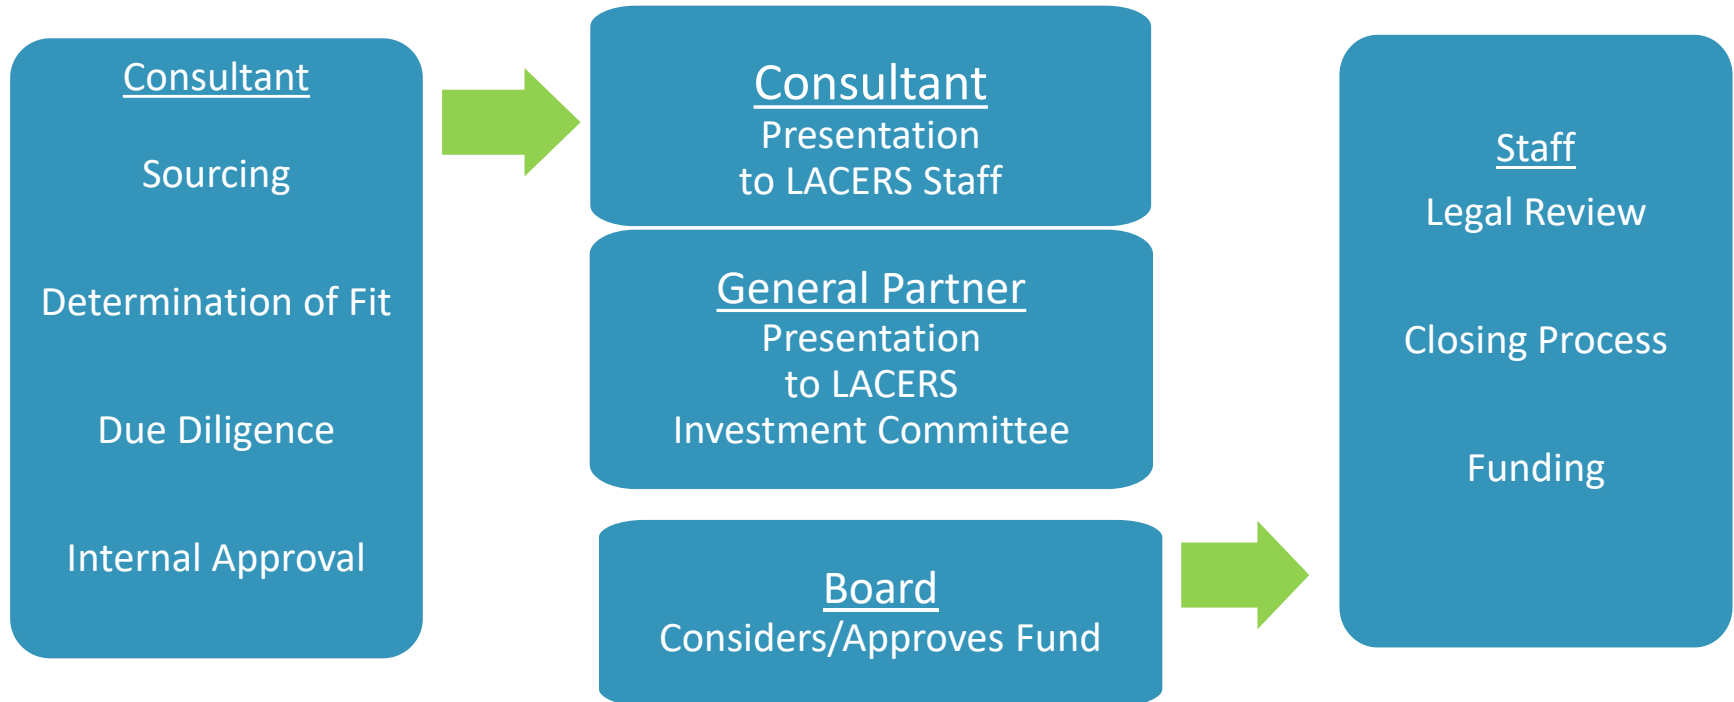 Consultant
Sourcing
Determination of Fit
Due Diligence
Internal Approval
Consultant
Presentation
to LACERS Staff
General Partner
Presentation
to LACERS
Investment Committee
Board
Considers/Approves Fund
Staff
Legal Review
Closing Process
Funding